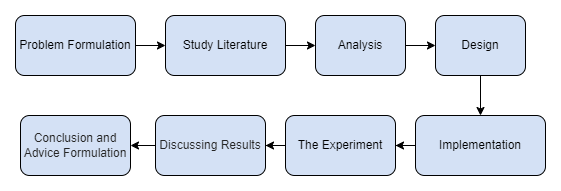 Problem Formulation
Study Literature
Analysis
Design
Implementation
The Experiment
Discussing Results
Conclusion and
Advice Formulation